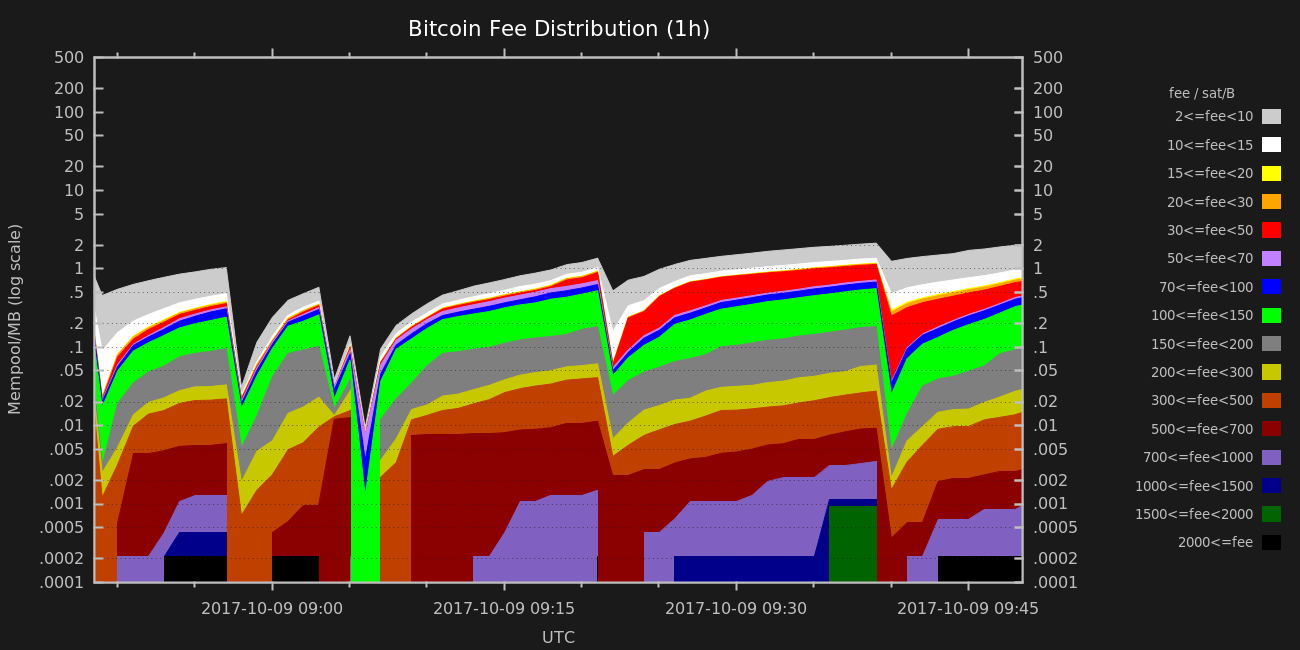 Bitcoin Fee Distribution (1h)
500 500
200 200
100 100
50 50
20 20
10 10
5 5
2 2
1 1
.5 .5
.2 .2
.1 .1
.05 .05
.02 .02
.01 .01
.005 .005
.002 .002
.001 .001
.0005 .0005
.0002 .0002
.0001 .0001
Mempool/MB (log scale)
2017-10-09 09:00 2017-10-09 09:15 2017-10-09 09:30 2017-10-09 09:45
UTC
fee / sat/B
2<=fee<10
10<=fee<15
15<=fee<20
20<=fee<30
30<=fee<50
50<=fee<70
70<=fee<100
100<=fee<150
150<=fee<200
200<=fee<300
300<=fee<500
500<=fee<700
700<=fee<1000
1000<=fee<1500
1500<=fee<2000
2000<=fee